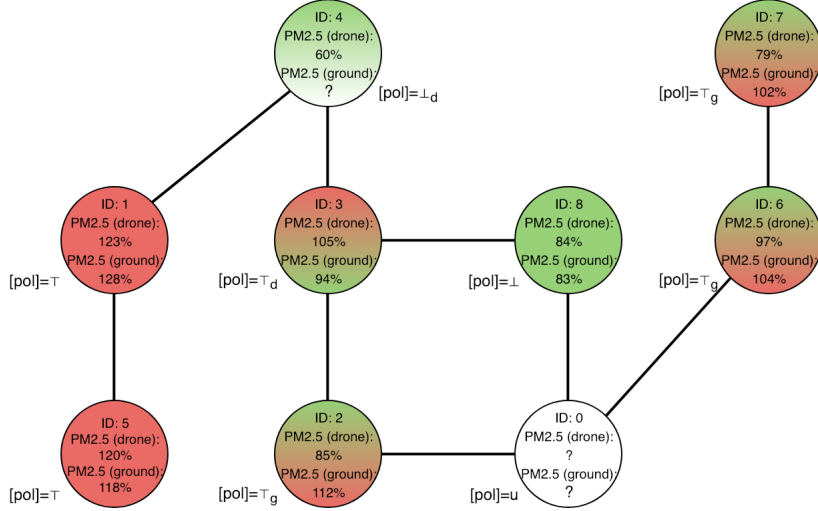 ID: 4
PM2.5 (drone):
60%
PM2.5 (ground):
?
[pol]=⊥d
ID: 7
PM2.5 (drone):
79%
PM2.5 (ground):
102%
[pol]=⊤g
ID: 1
PM2.5 (drone):
123%
PM2.5 (ground):
128%
[pol]=⊤
ID: 3
PM2.5 (drone):
105%
PM2.5 (ground):
94%
[pol]=⊤d
ID: 8
PM2.5 (drone):
84%
PM2.5 (ground):
83%
[pol]=⊥
ID: 6
PM2.5 (drone):
97%
PM2.5 (ground):
104%
[pol]=⊤g
ID: 5
PM2.5 (drone):
120%
PM2.5 (ground):
118%
[pol]=⊤
ID: 2
PM2.5 (drone):
85%
PM2.5 (ground):
112%
[pol]=⊤g
ID: 0
PM2.5 (drone):
?
PM2.5 (ground):
?
[pol]=u